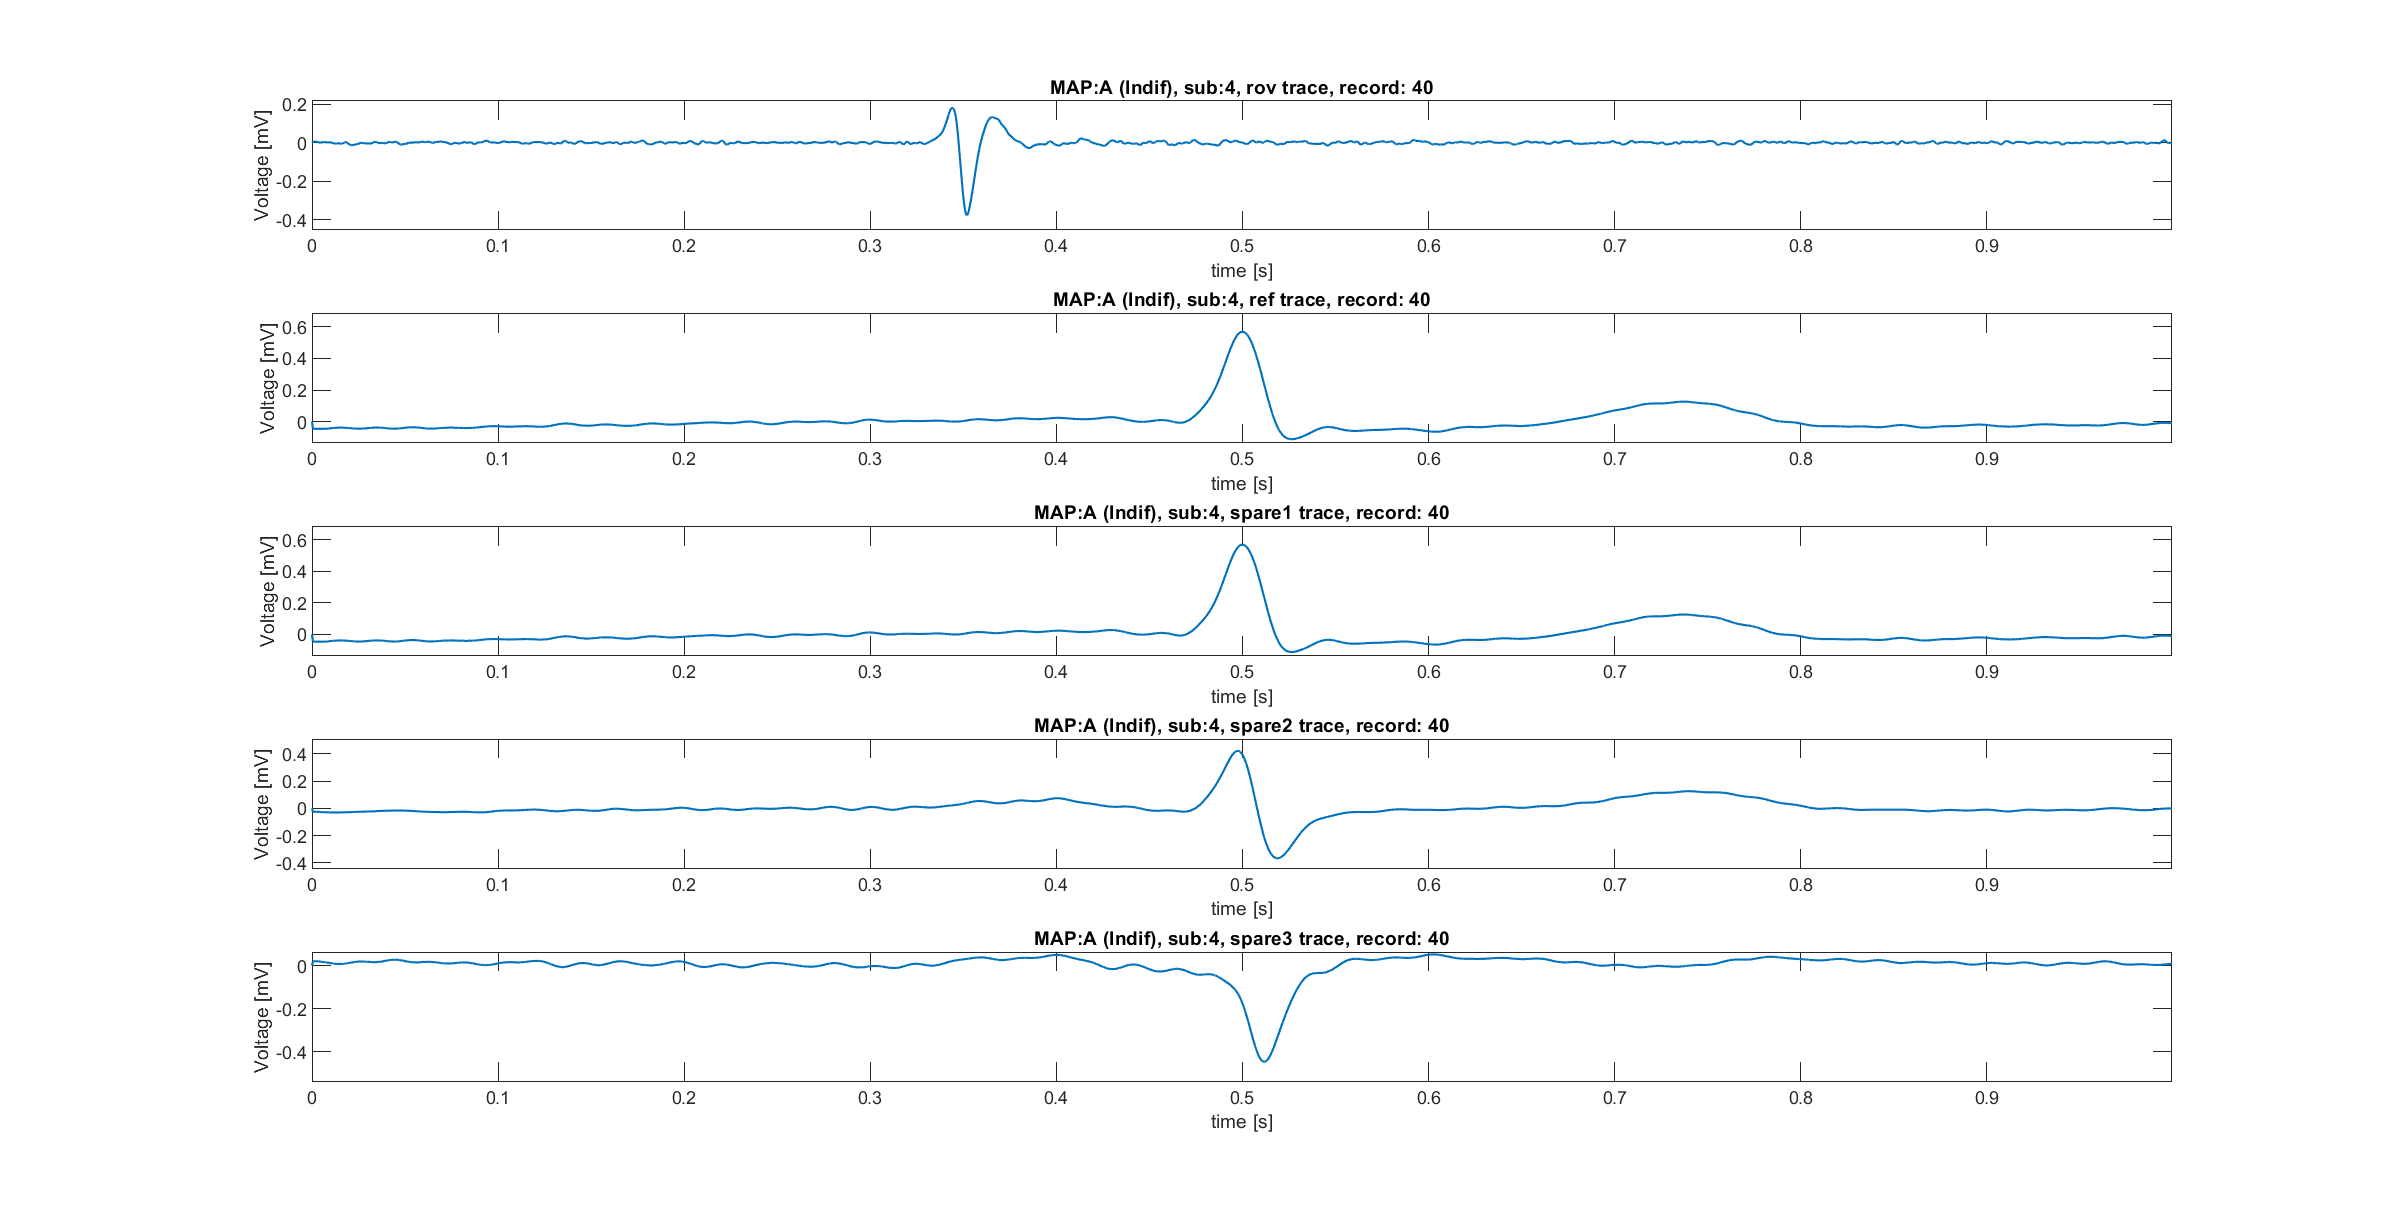 MAP:A (Indif), sub:4, rov trace, record: 40
Voltage [mV]
0.2
0
-0.2
-0.4
0 0.1 0.2 0.3 0.4 0.5 0.6 0.7 0.8 0.9
time [s]
MAP:A (Indif), sub:4, ref trace, record: 40
Voltage [mV]
0.6
0.4
0.2
0
0 0.1 0.2 0.3 0.4 0.5 0.6 0.7 0.8 0.9
time [s]
MAP:A (Indif), sub:4, spare1 trace, record: 40
Voltage [mV]
0.6
0.4
0.2
0
0 0.1 0.2 0.3 0.4 0.5 0.6 0.7 0.8 0.9
time [s]
MAP:A (Indif), sub:4, spare2 trace, record: 40
Voltage [mV]
0.4
0.2
0
-0.2
-0.4
0 0.1 0.2 0.3 0.4 0.5 0.6 0.7 0.8 0.9
time [s]
MAP:A (Indif), sub:4, spare3 trace, record: 40
Voltage [mV]
0
-0.2
-0.4
0 0.1 0.2 0.3 0.4 0.5 0.6 0.7 0.8 0.9
time [s]